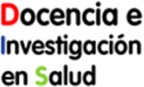 Docencia e
Investigación
en Salud